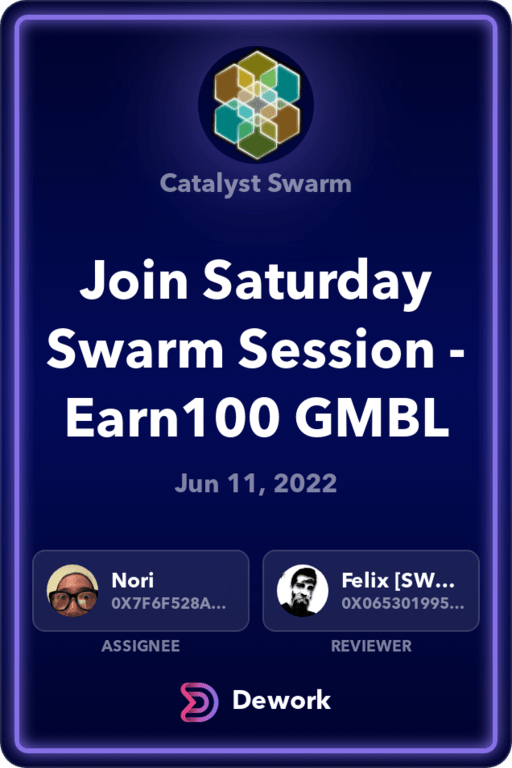 Catalyst Swarm
Join Saturday
Swarm Session -
Earn100 GMBL
Jun 11, 2022
Nori
0X7F6F528A...
ASSIGNEE
Felix [SW...
0X065301995...
REVIEWER
Dework